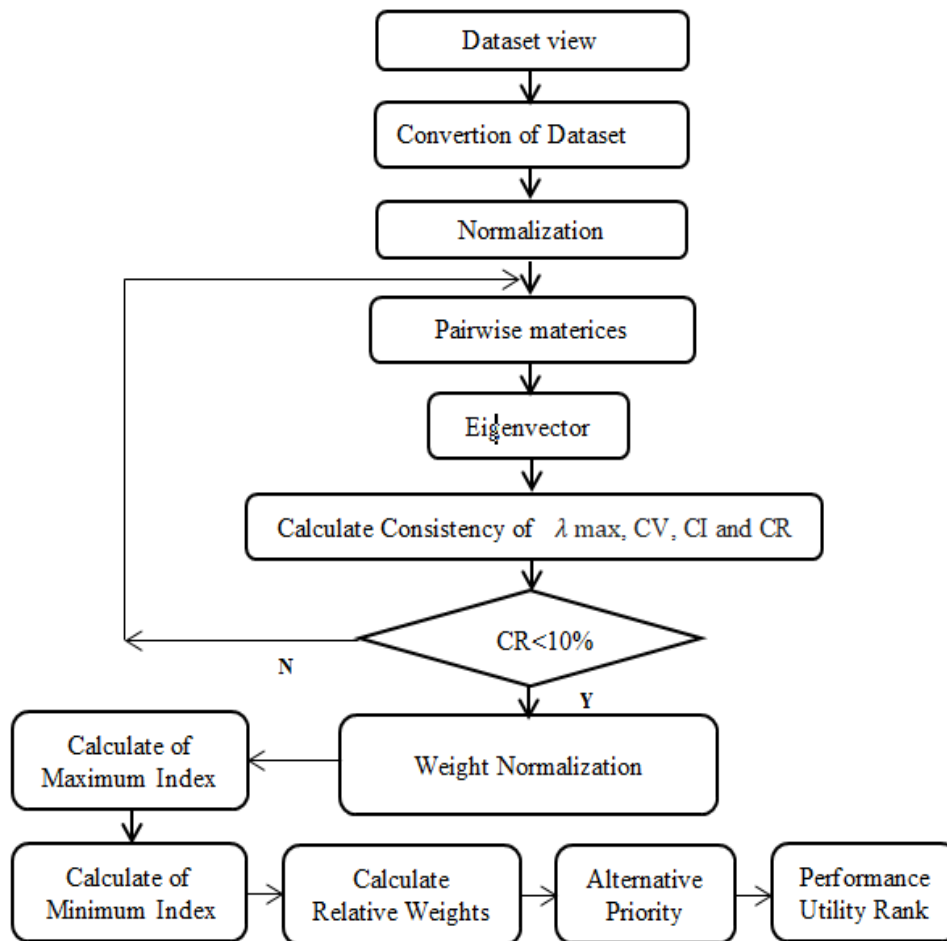 Dataset view
Convertion of Dataset
Normalization
Pairwise materices
Eigenvector
Calculate Consistency of λ max, CV, CI and CR
CR<10%
N
Y
Weight Normalization
Calculate of
Maximum Index
Calculate of
Minimum Index
Calculate
Relative Weights
Alternative
Priority
Performance
Utility Rank